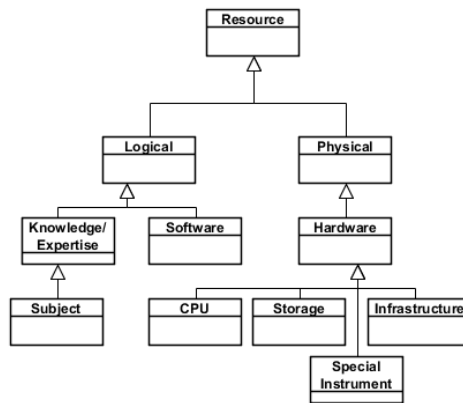 Resource
Logical
Physical
Knowledge/
Expertise
Software
Hardware
Subject
CPU
Storage
Infrastructure
Special
Instrument